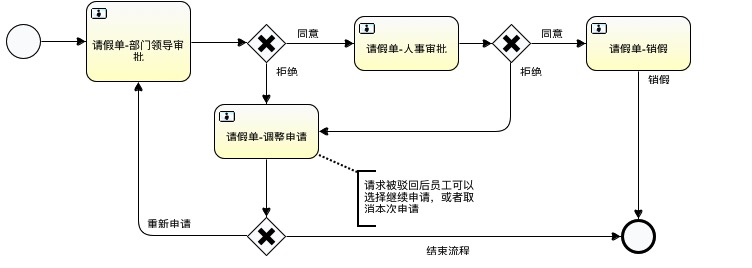 请假单-部门领导审
批
同意
请假单-人事审批
同意
请假单-销假
拒绝
拒绝
销假
请假单-调整申请
请求被驳回后员工可以
选择继续申请，或者取
消本次申请
重新申请
结束流程